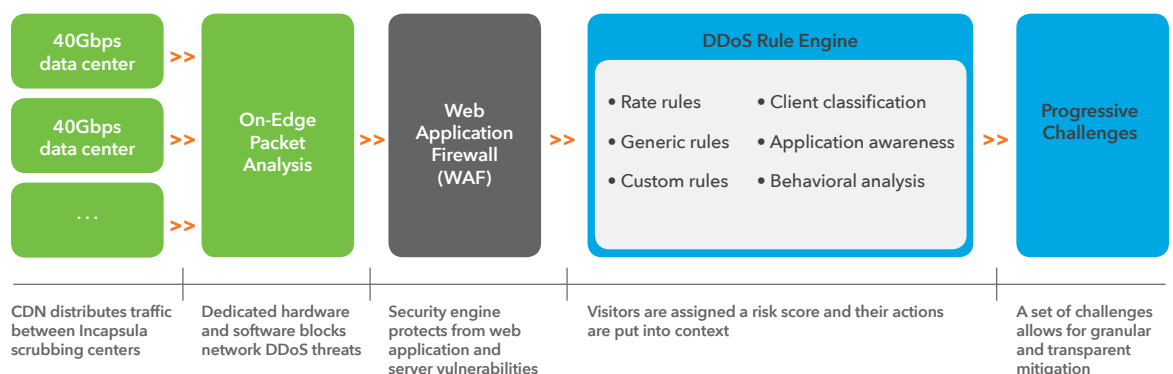 40Gbps
data center
>>
40Gbps
data center
>>
...
>>
On-Edge
Packet
Analysis
>>
Web
Application
Firewall
(WAF)
>>
DDoS Rule Engine
• Rate rules
• Generic rules
• Custom rules
• Client classification
• Application awareness
• Behavioral analysis
>>
Progressive
Challenges
CDN distributes traffic
between Incapsula
scrubbing centers
Dedicated hardware
and software blocks
network DDoS threats
Security engine
protects from web
application and
server vulnerabilities
Visitors are assigned a risk score and their actions
are put into context
A set of challenges
allows for granular
and transparent
mitigation